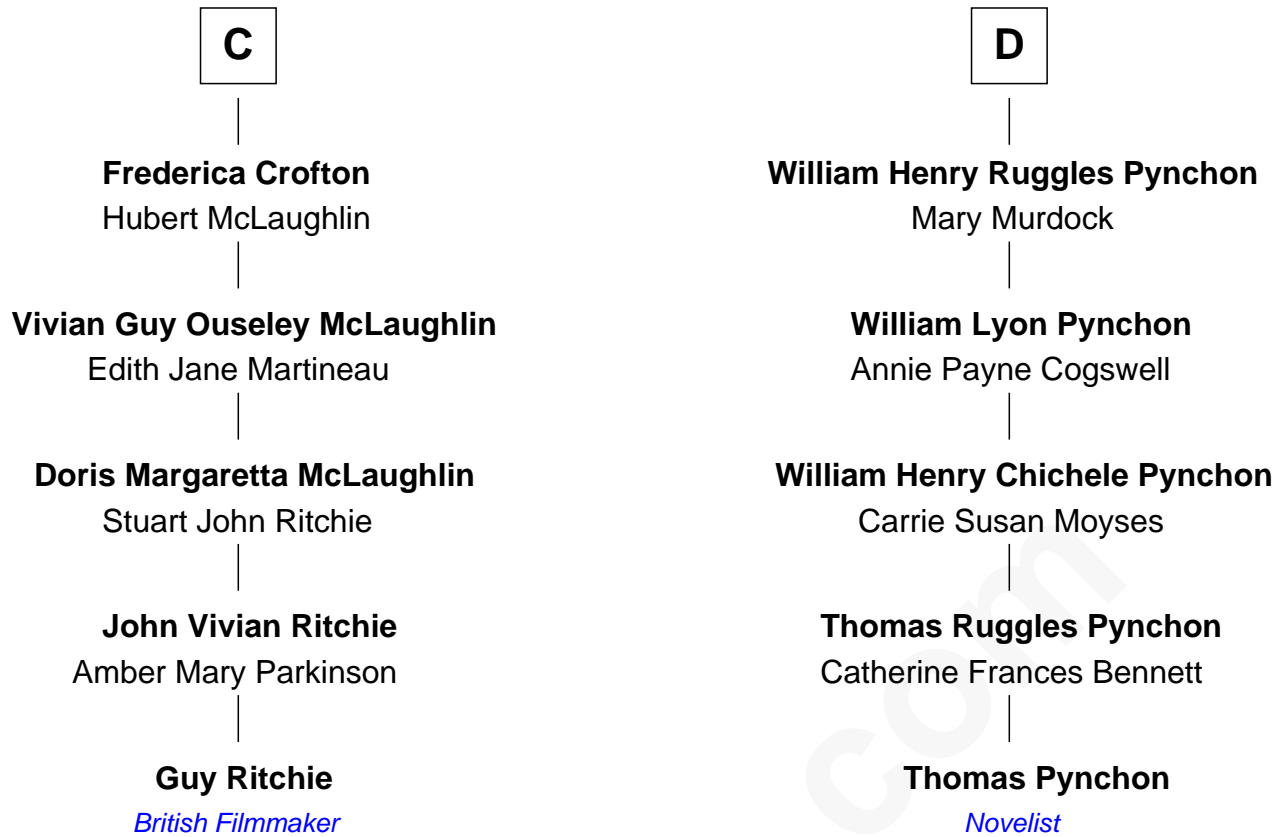 C
Frederica Crofton
Hubert McLaughlin
Vivian Guy Ouseley McLaughlin
Edith Jane Martineau
Doris Margaretta McLaughlin
Stuart John Ritchie
John Vivian Ritchie
Amber Mary Parkinson
Guy Ritchie
British Filmmaker
D
William Henry Ruggles Pynchon
Mary Murdock
William Lyon Pynchon
Annie Payne Cogswell
William Henry Chichele Pynchon
Carrie Susan Moyses
Thomas Ruggles Pynchon
Catherine Frances Bennett
Thomas Pynchon
Novelist
com